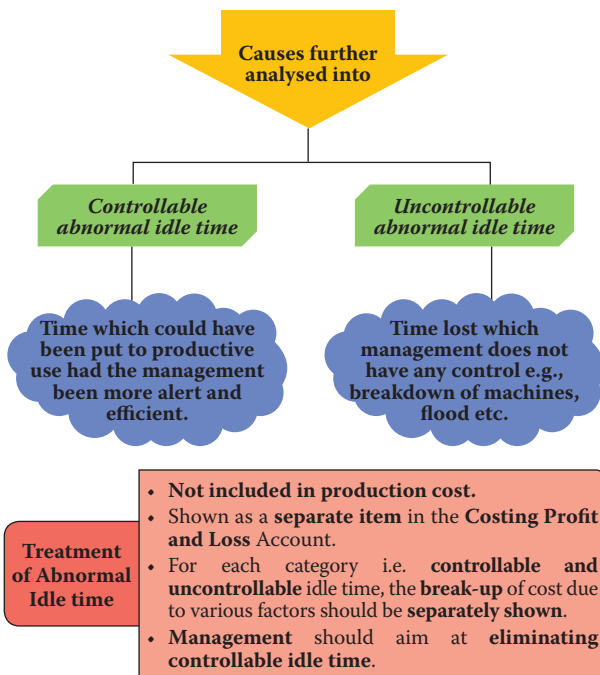 Causes further
analysed into
Controllable
abnormal idle time
Uncontrollable
abnormal idle time
Time which could have
been put to productive
use had the management
been more alert and
efficient.
Time lost which
management does not
have any control e.g.,
breakdown of machines,
flood etc.
Treatment
of Abnormal
Idle time
• Not included in production cost.
• Shown as a separate item in the Costing Profit
and Loss Account.
• For each category i.e. controllable and
uncontrollable idle time, the break-up of cost due
to various factors should be separately shown.
• Management should aim at eliminating
controllable idle time.